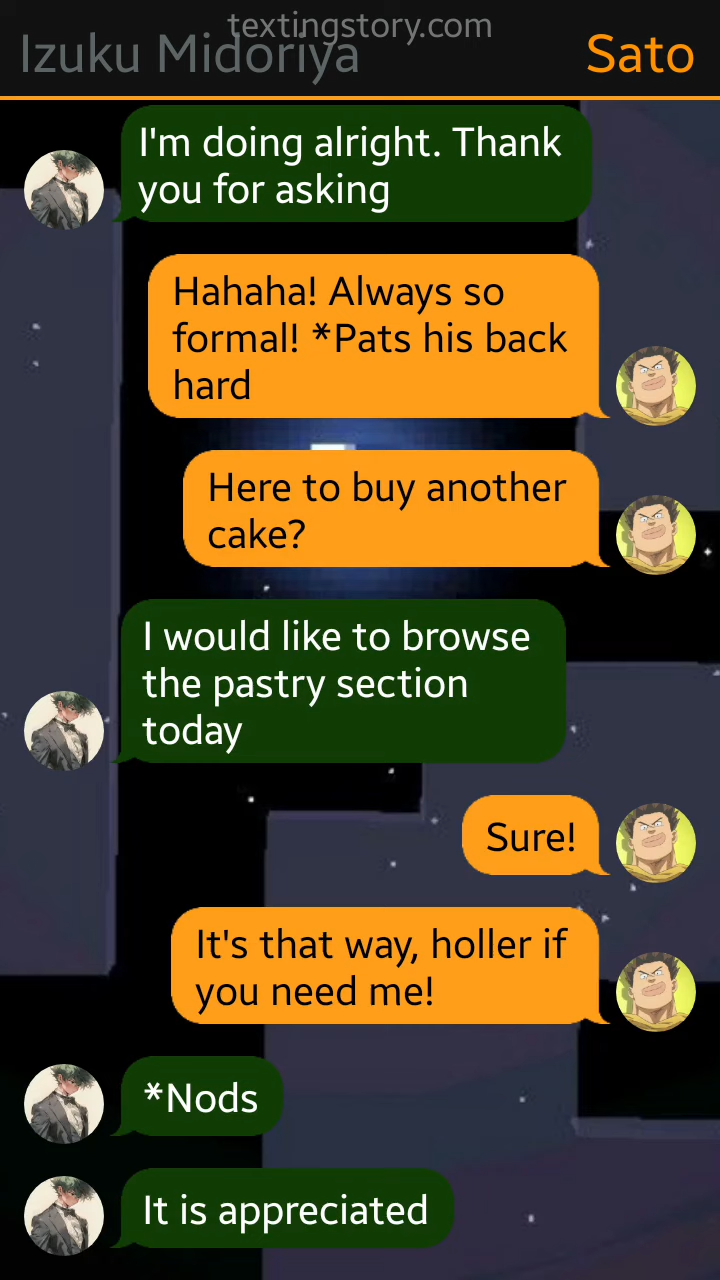 textingstory.com
Izuku Midoriya
Sato
I'm doing alright. Thank
you for asking
Hahaha! Always so
formal! *Pats his back
hard
Here to buy another
cake?
I would like to browse
the pastry section
today
Sure!
It's that way, holler if
you need me!
*Nods
It is appreciated